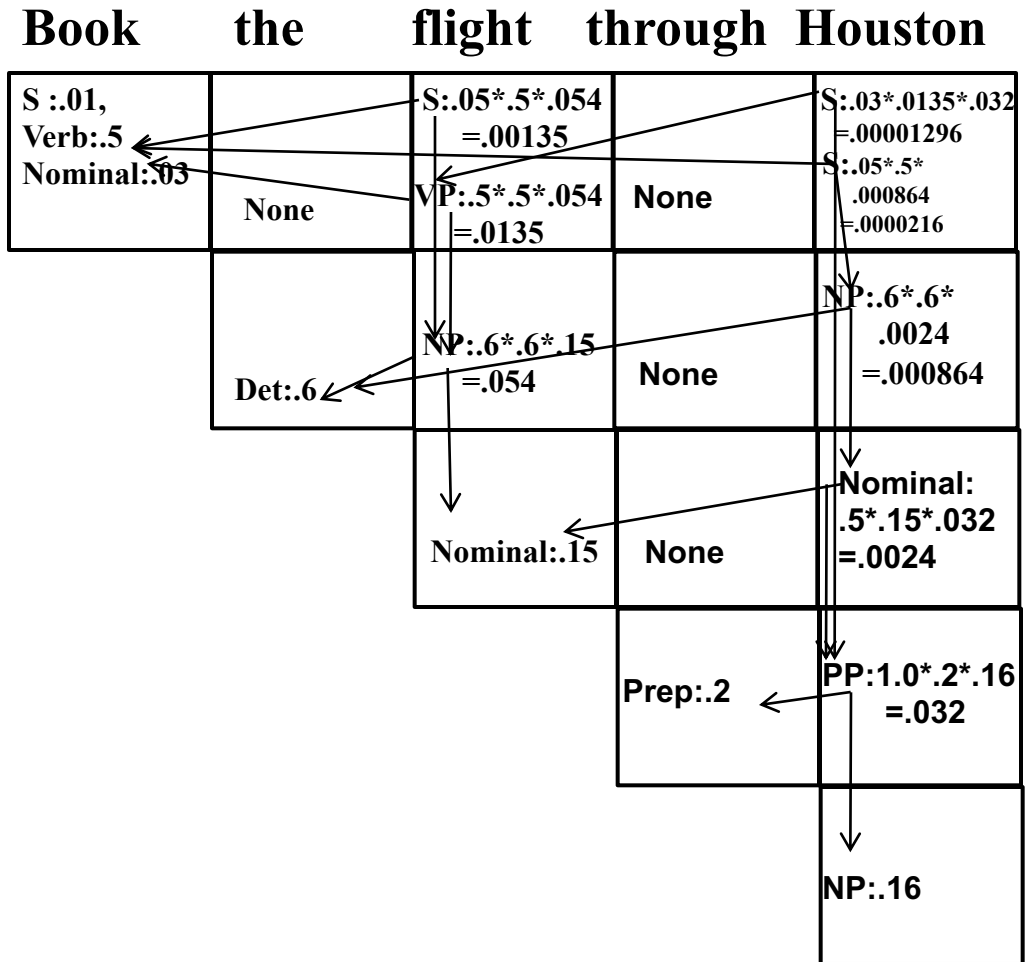 Book the flight through Houston
S :.01,
Verb:.5
Nominal:.03
None
S:.05*.5*.054
=.00135
VP:.5*.5*.054
=.0135
None
S:.03*.0135*.032
=.00001296
S:.05*.5*
.000864
=.0000216
Det:.6
NP:.6*.6*.15
=.054
None
NP:.6*.6*
.0024
=.000864
Nominal:.15
None
Nominal:
.5*.15*.032
=.0024
Prep:.2
PP:1.0*.2*.16
=.032
NP:.16